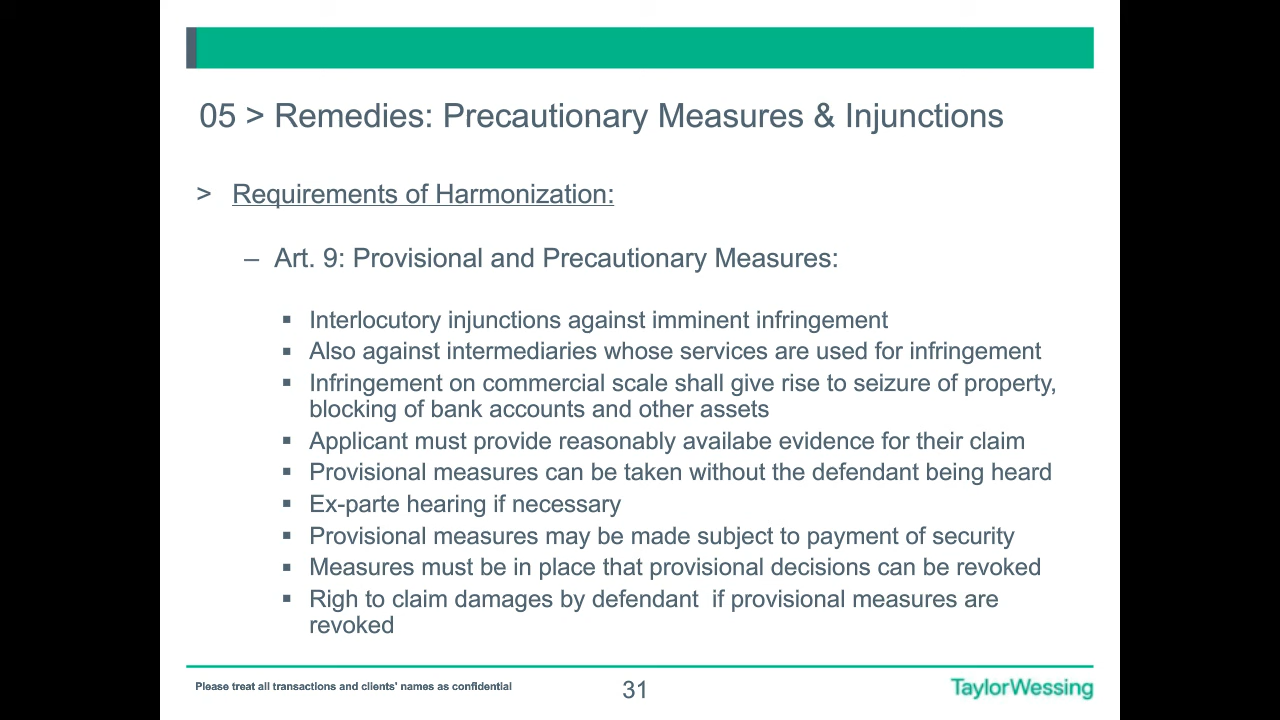 05 > Remedies: Precautionary Measures & Injunctions
> Requirements of Harmonization:
– Art. 9: Provisional and Precautionary Measures:
▪ Interlocutory injunctions against imminent infringement
▪ Also against intermediaries whose services are used for infringement
▪ Infringement on commercial scale shall give rise to seizure of property,
blocking of bank accounts and other assets
▪ Applicant must provide reasonably availabe evidence for their claim
▪ Provisional measures can be taken without the defendant being heard
▪ Ex-parte hearing if necessary
▪ Provisional measures may be made subject to payment of security
▪ Measures must be in place that provisional decisions can be revoked
▪ Righ to claim damages by defendant  if provisional measures are
revoked
Please treat all transactions and clients' names as confidential
31
TaylorWessing